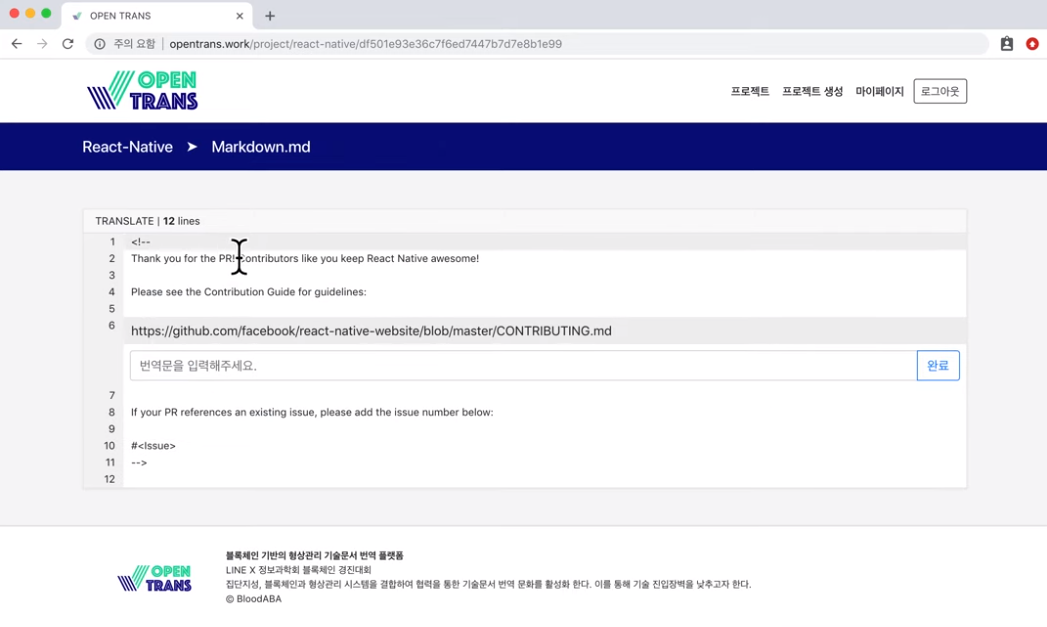 OPEN TRANS
주의 요함 | opentrans.work/project/react-native/df501e93e36c7f6ed7447b7d7e8b1e99
OPEN
TRANS
프로젝트 프로젝트 생성 마이페이지 로그아웃
React-Native ➤ Markdown.md
TRANSLATE | 12 lines
1 <!--
2 Thank you for the PR! Contributors like you keep React Native awesome!
3
4 Please see the Contribution Guide for guidelines:
5
6 https://github.com/facebook/react-native-website/blob/master/CONTRIBUTING.md
번역문을 입력해주세요. 완료
7
8 If your PR references an existing issue, please add the issue number below:
9
10 #<Issue>
11 -->
12
OPEN
TRANS
블록체인 기반의 형상관리 기술문서 번역 플랫폼
LINE X 정보과학회 블록체인 경진대회
집단지성, 블록체인과 형상관리 시스템을 결합하여 협력을 통한 기술문서 번역 문화를 활성화 한다. 이를 통해 기술 진입장벽을 낮추고자 한다.
© BloodABA